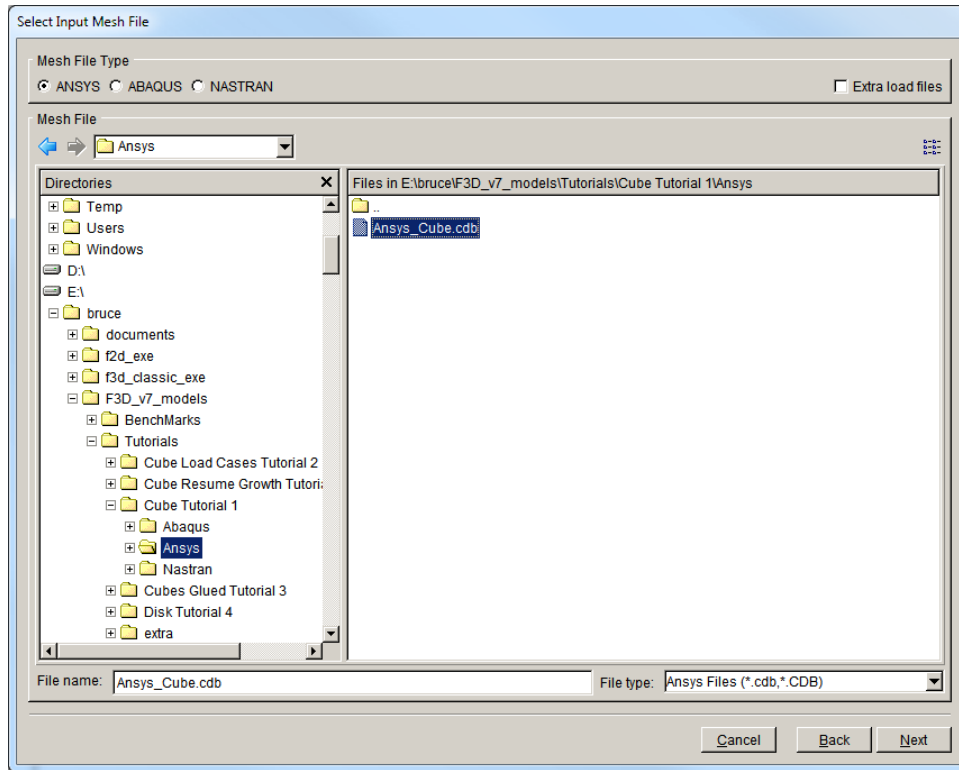 Select Input Mesh File
Mesh File Type
ANSYS ABAQUS NASTRAN Extra load files
Mesh File
Ansys
Directories
Files in E:\bruce\F3D_v7_models\Tutorials\Cube Tutorial 1\Ansys
Temp
Users
Windows
D:\
E:\
bruce
documents
f2d_exe
f3d_classic_exe
F3D_v7_models
BenchMarks
Tutorials
Cube Load Cases Tutorial 2
Cube Resume Growth Tutori
Cube Tutorial 1
Abaqus
Ansys
Nastran
Cubes Glued Tutorial 3
Disk Tutorial 4
extra
..
Ansys_Cube.cdb
File name: Ansys_Cube.cdb File type: Ansys Files (*.cdb,*.CDB)
Cancel Back Next